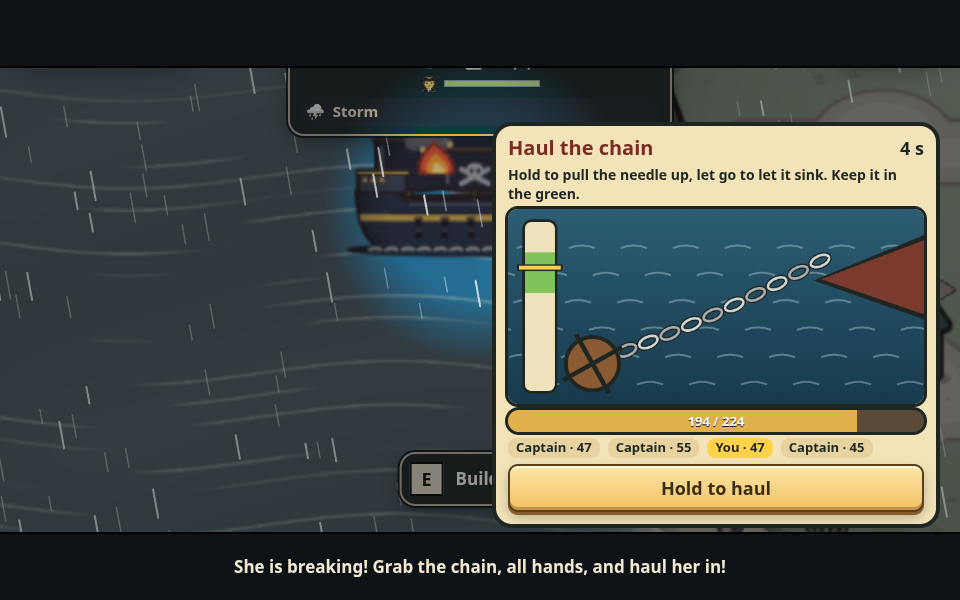 Storm
Haul the chain
4 s
Hold to pull the needle up, let go to let it sink. Keep it in
the green.
194 / 224
Captain · 47
Captain · 55
You · 47
Captain · 45
E
Hold to haul
She is breaking! Grab the chain, all hands, and haul her in!